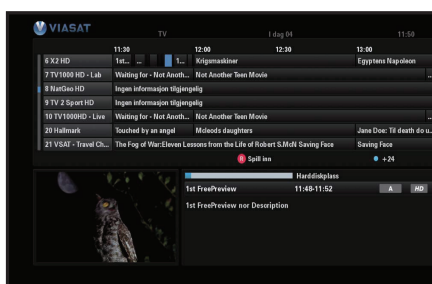 VIASAT TV I dag 04 11:50
11:30 12:00 12:30 13:00
6 X2 HD 1st... ... 1... Krigsmaskiner Egyptens Napoleon
7 TV1000 HD - Lab Waiting for - Not Anoth... Not Another Teen Movie ...
8 NatGeo HD Ingen informasjon tilgjengelig
9 TV 2 Sport HD Ingen informasjon tilgjengelig
10 TV1000HD - Live Waiting for - Not Anoth... Not Another Teen Movie ...
20 Hallmark Touched by an angel Mcleods daughters Jane Doe: Til death do u...
21 VSAT - Travel Ch... The Fog of War:Eleven Lessons from the Life of Robert S.McN Saving Face Saving Face
R Spill inn +24
Harddiskplass
1st FreePreview 11:48-11:52 A HD
1st FreePreview nor Description